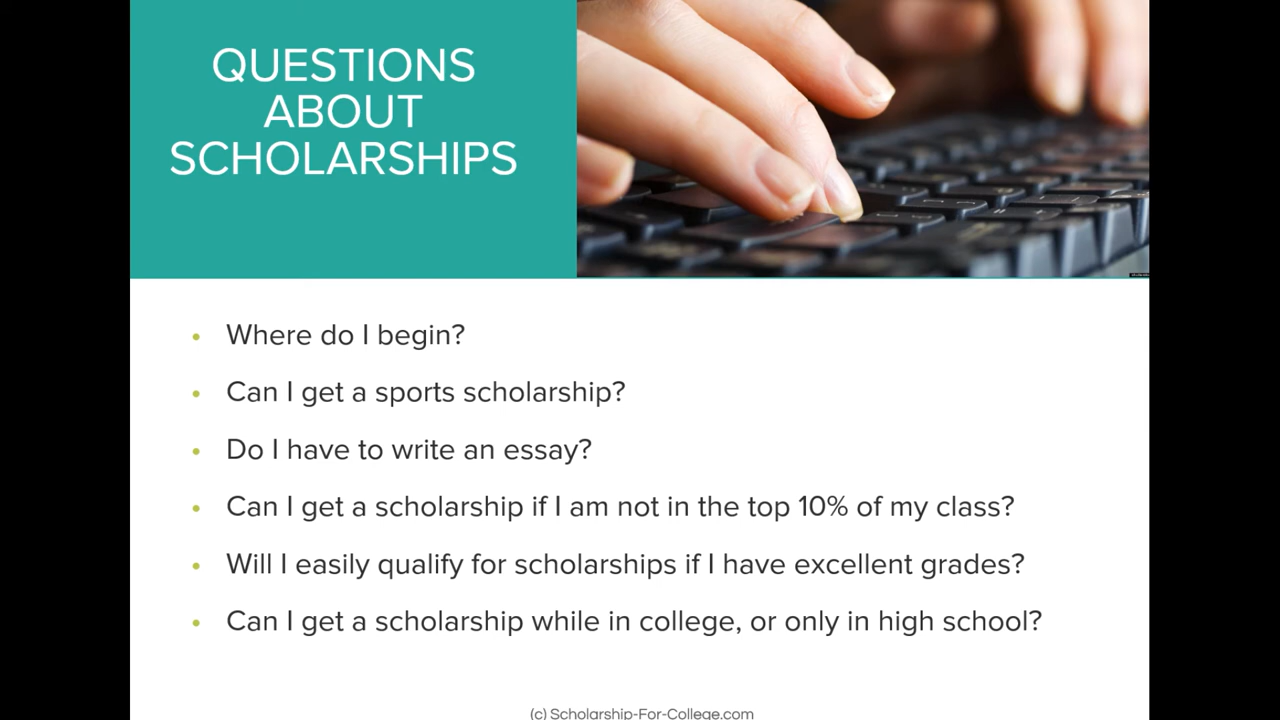 QUESTIONS
ABOUT
SCHOLARSHIPS
• Where do I begin?
• Can I get a sports scholarship?
• Do I have to write an essay?
• Can I get a scholarship if I am not in the top 10% of my class?
• Will I easily qualify for scholarships if I have excellent grades?
• Can I get a scholarship while in college, or only in high school?
(c) Scholarship-For-College.com